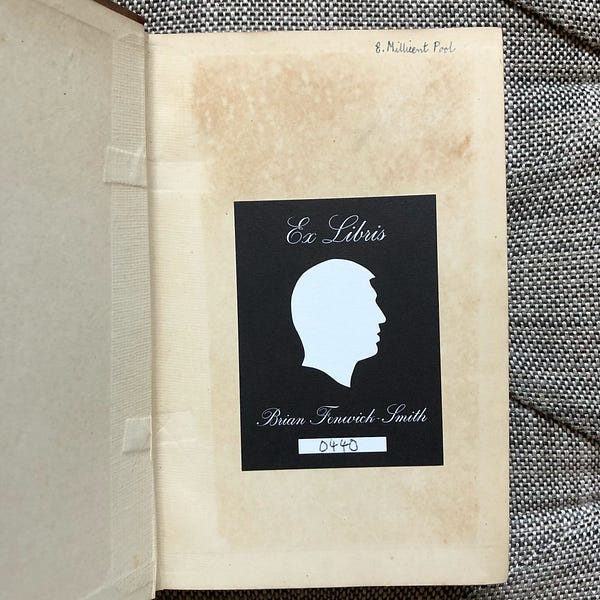 E. Millicent Pool
Ex Libris
Brian Fenwick-Smith
0440